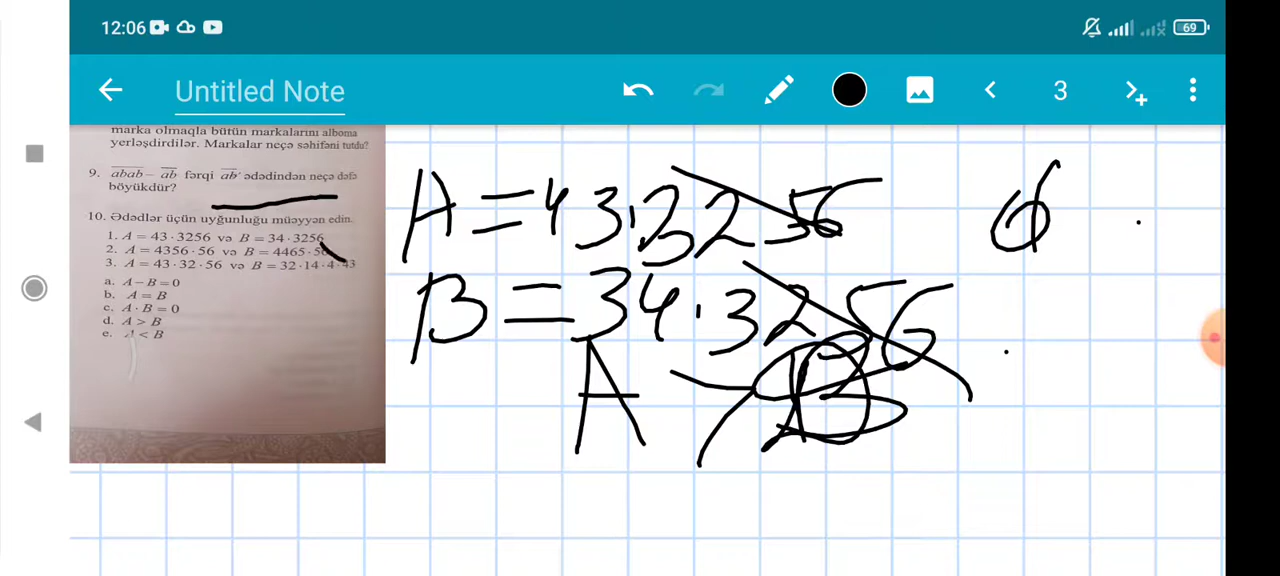 12:06
69
Untitled Note
3
marka olmaqla bütün markalarını alboma
yerləşdirdilər. Markalar neçə səhifəni tutdu?
9. abab – ab fərqi ab ədədindən neçə dəfə
böyükdür?
10. Ədədlər üçün uyğunluğu müəyyən edin.
1. A = 43 · 3256 və B = 34 · 3256
2. A = 4356 · 56 və B = 4465 · 56
3. A = 43 · 32 · 56 və B = 32 · 14 · 4 · 43
a. A – B = 0
b. A = B
c. A · B = 0
d. A > B
e. A < B
A = 43·3256
B = 34·3256
A > B